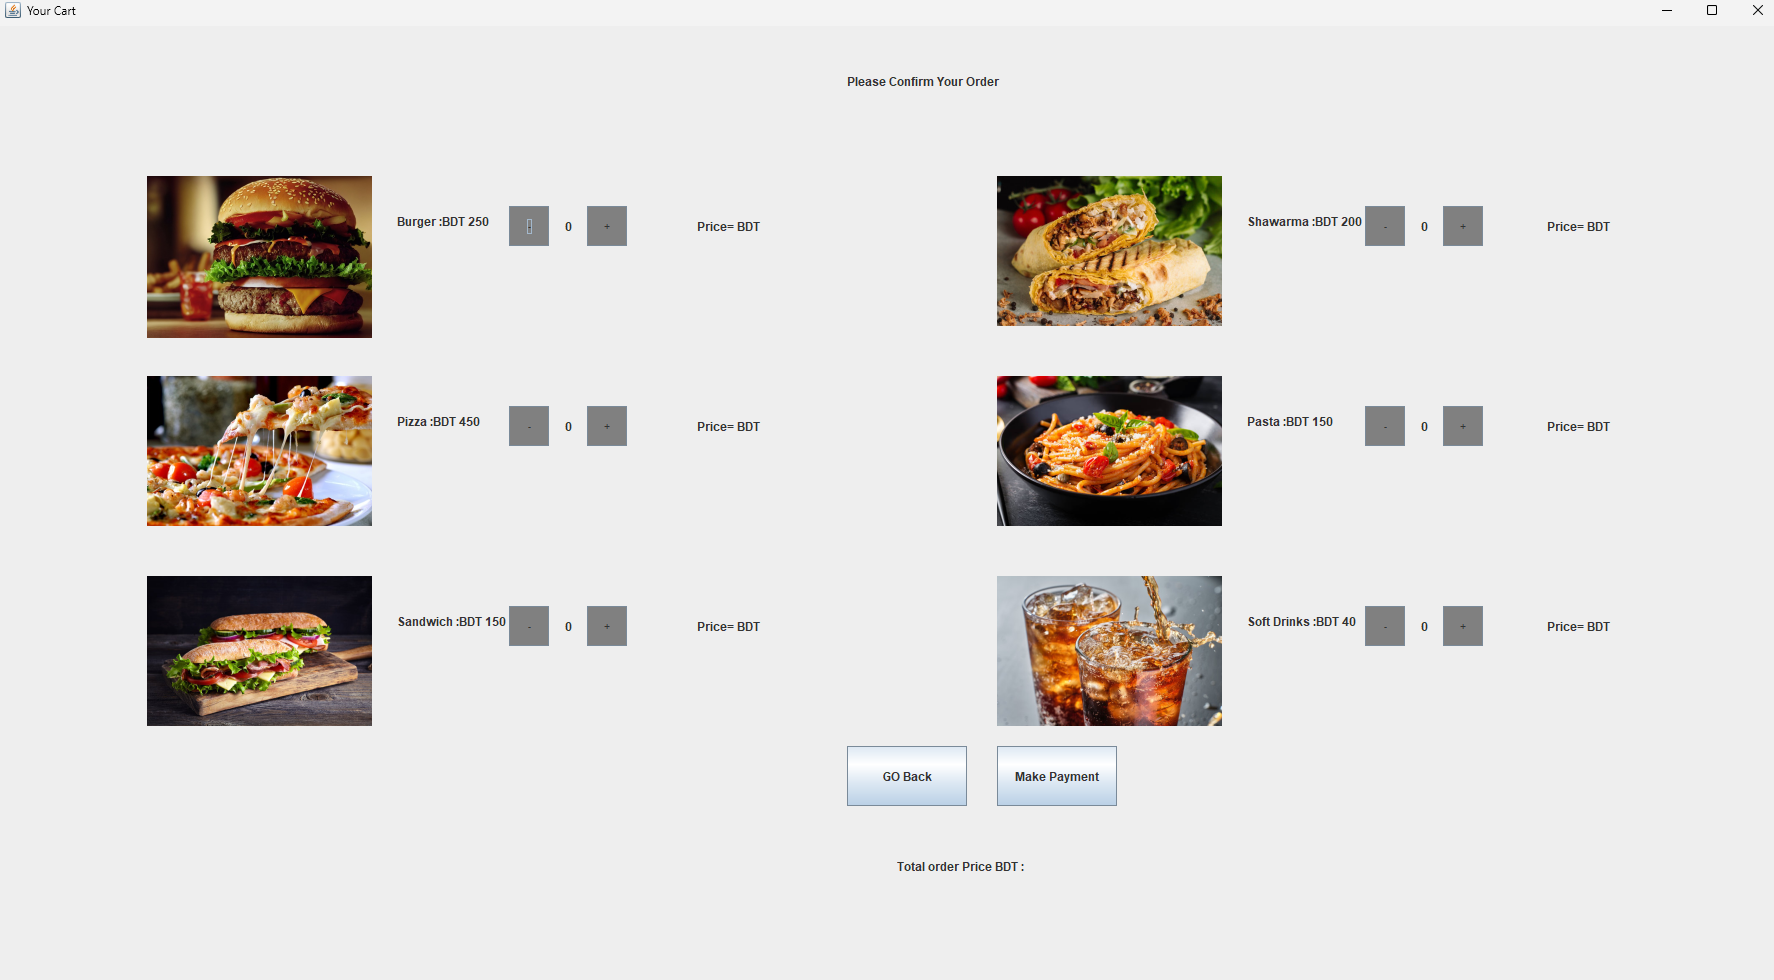 Your Cart
Please Confirm Your Order
Burger :BDT 250 - 0 + Price= BDT
Shawarma :BDT 200 - 0 + Price= BDT
Pizza :BDT 450 - 0 + Price= BDT
Pasta :BDT 150 - 0 + Price= BDT
Sandwich :BDT 150 - 0 + Price= BDT
Soft Drinks :BDT 40 - 0 + Price= BDT
GO Back
Make Payment
Total order Price BDT :